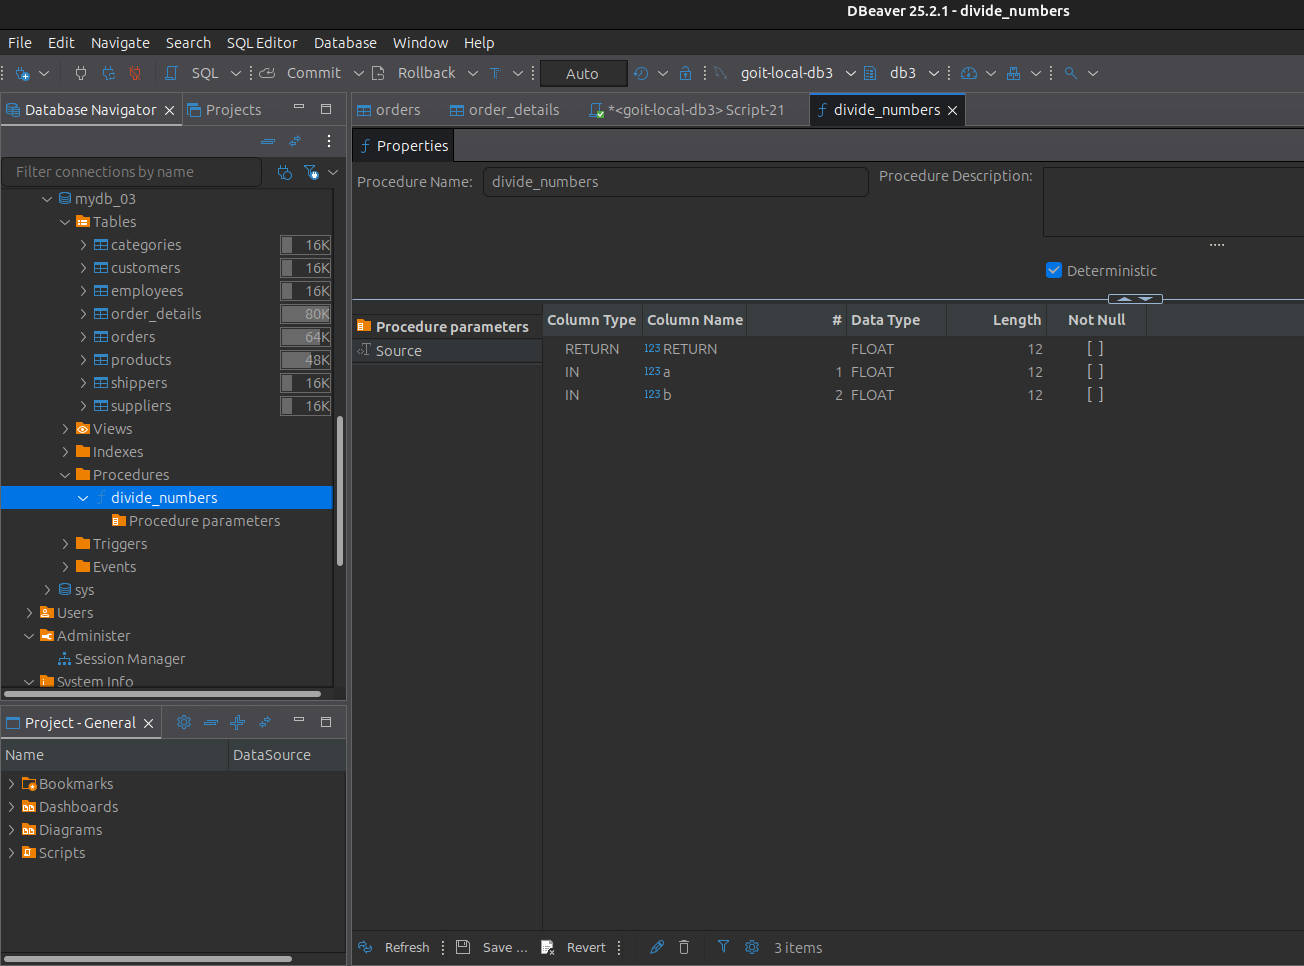 DBeaver 25.2.1 - divide_numbers
File Edit Navigate Search SQL Editor Database Window Help
SQL Commit Rollback T Auto goit-local-db3 db3
Database Navigator Projects
Filter connections by name
mydb_03
Tables
categories 16K
customers 16K
employees 16K
order_details 80K
orders 64K
products 48K
shippers 16K
suppliers 16K
Views
Indexes
Procedures
divide_numbers
Procedure parameters
Triggers
Events
sys
Users
Administer
Session Manager
System Info
Project - General
Name DataSource
Bookmarks
Dashboards
Diagrams
Scripts
orders order_details *<goit-local-db3> Script-21 divide_numbers
Properties
Procedure Name: divide_numbers Procedure Description:
Deterministic
Procedure parameters
Source
Column Type Column Name # Data Type Length Not Null
RETURN 123 RETURN FLOAT 12 [ ]
IN 123 a 1 FLOAT 12 [ ]
IN 123 b 2 FLOAT 12 [ ]
Refresh Save ... Revert 3 items